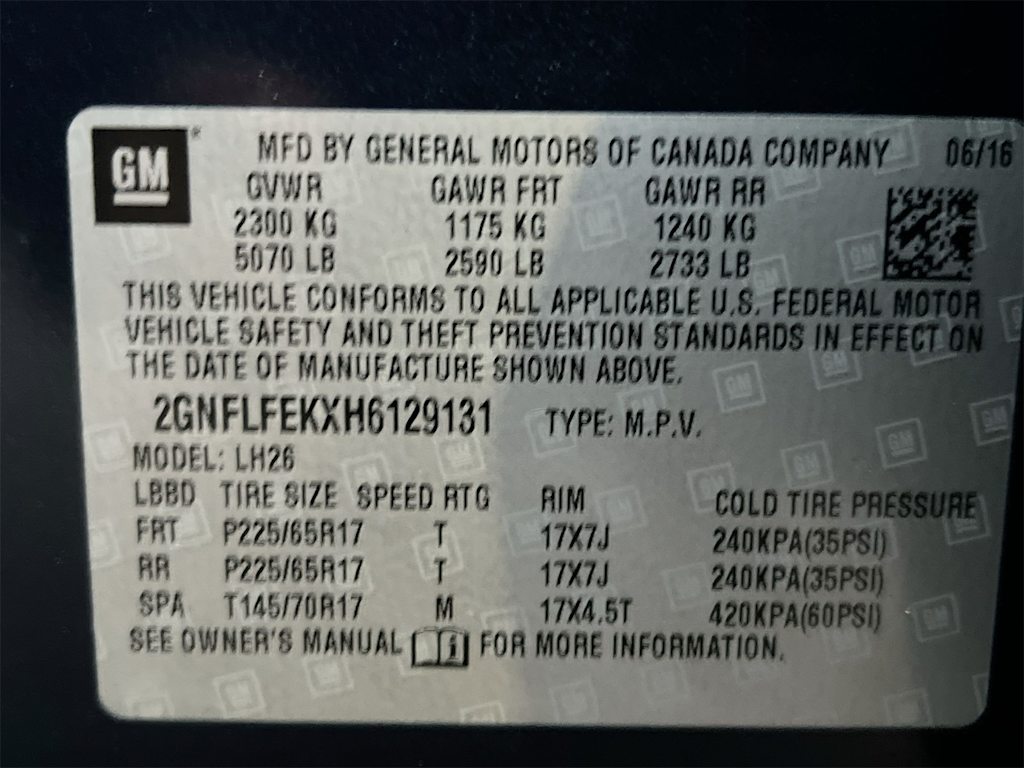 GM® MFD BY GENERAL MOTORS OF CANADA COMPANY 06/16
GVWR GAWR FRT GAWR RR
2300 KG 1175 KG 1240 KG
5070 LB 2590 LB 2733 LB
THIS VEHICLE CONFORMS TO ALL APPLICABLE U.S. FEDERAL MOTOR
VEHICLE SAFETY AND THEFT PREVENTION STANDARDS IN EFFECT ON
THE DATE OF MANUFACTURE SHOWN ABOVE.
2GNFLFEKXH6129131 TYPE: M.P.V.
MODEL: LH26
LBBD TIRE SIZE SPEED RTG RIM COLD TIRE PRESSURE
FRT P225/65R17 T 17X7J 240KPA(35PSI)
RR P225/65R17 T 17X7J 240KPA(35PSI)
SPA T145/70R17 M 17X4.5T 420KPA(60PSI)
SEE OWNER'S MANUAL i FOR MORE INFORMATION.